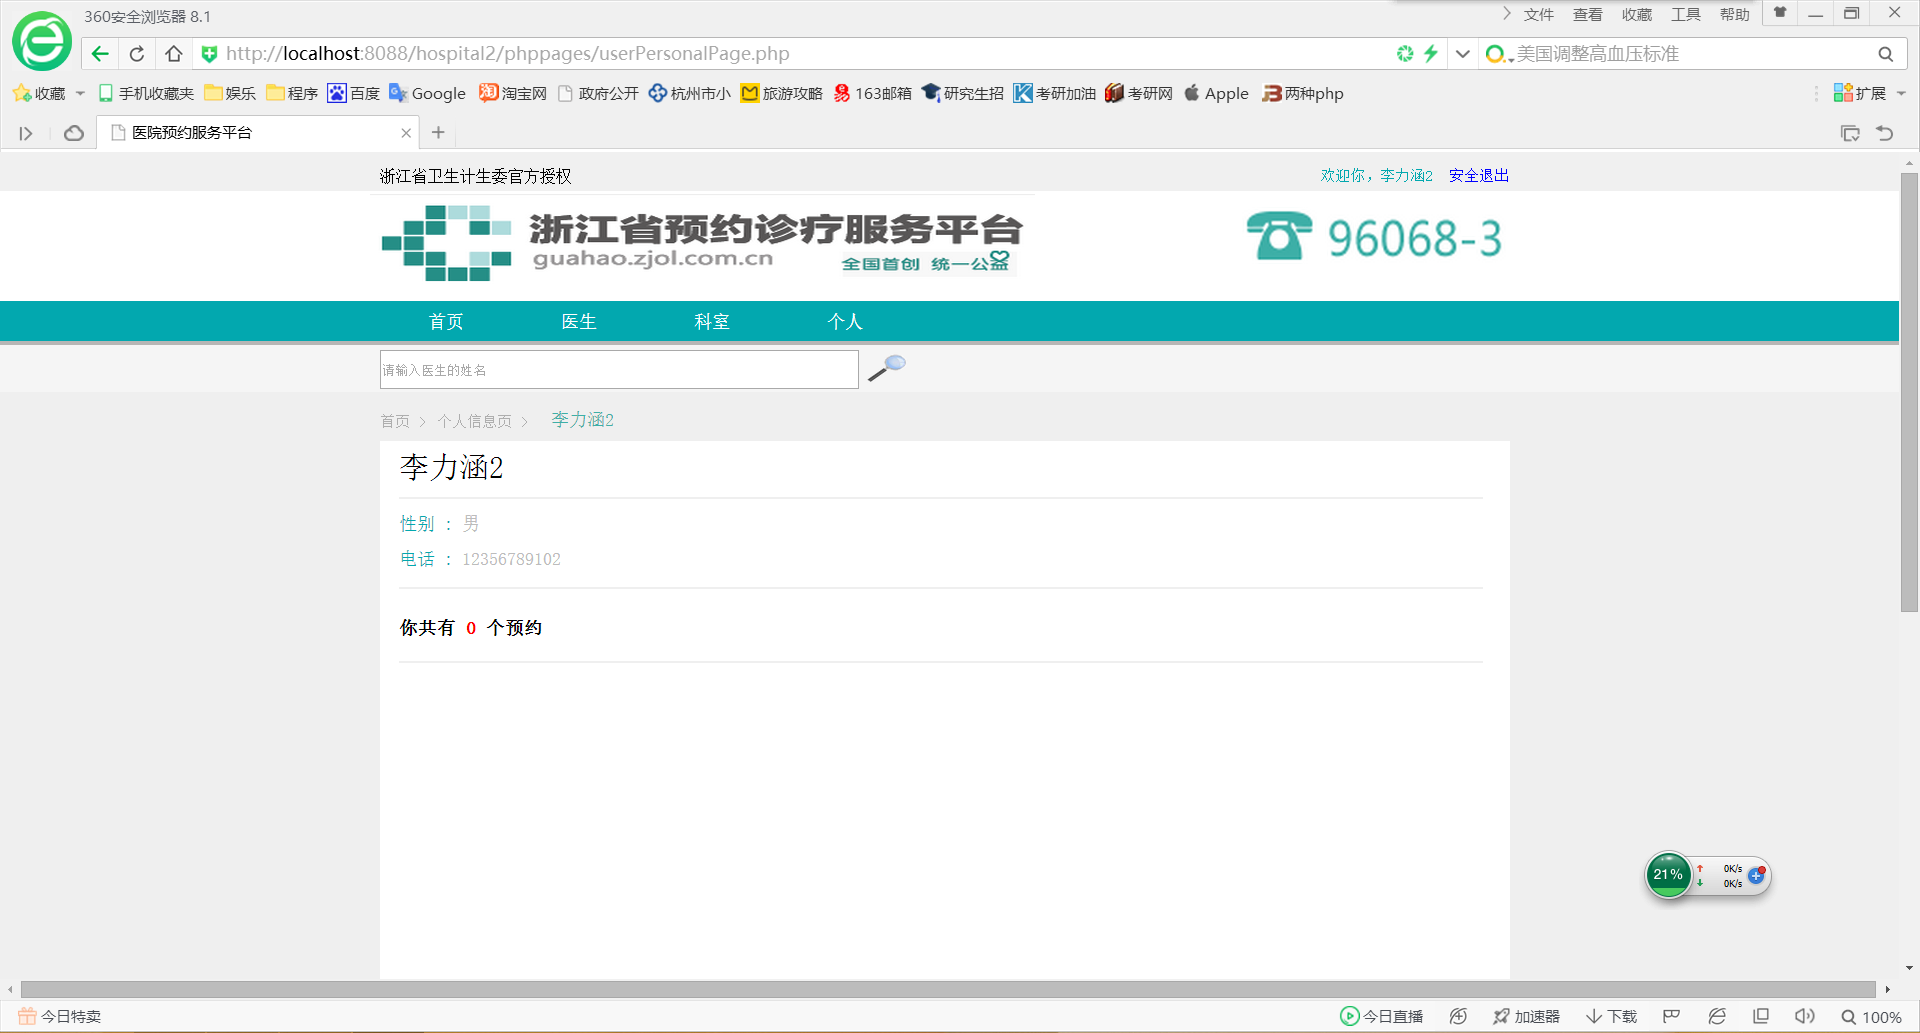 360安全浏览器 8.1
文件 查看 收藏 工具 帮助
http://localhost:8088/hospital2/phppages/userPersonalPage.php
美国调整高血压标准
收藏 手机收藏夹 娱乐 程序 百度 Google 淘宝网 政府公开 杭州市小 旅游攻略 163邮箱 研究生招 考研加油 考研网 Apple 两种php 扩展
医院预约服务平台
浙江省卫生计生委官方授权
欢迎你，李力涵2 安全退出
浙江省预约诊疗服务平台
guahao.zjol.com.cn 全国首创 统一公益
96068-3
首页 医生 科室 个人
请输入医生的姓名
首页 > 个人信息页 > 李力涵2
李力涵2
性别 ： 男
电话 ： 12356789102
你共有 0 个预约
21% 0K/s
0K/s
今日特卖
今日直播 加速器 下载 100%